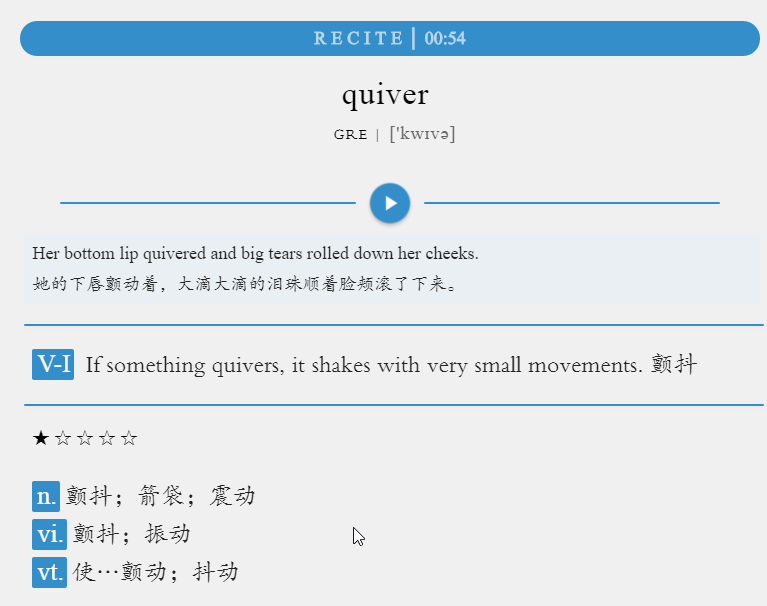 RECITE | 00:54
quiver
GRE | ['kwɪvə]
Her bottom lip quivered and big tears rolled down her cheeks.
她的下唇颤动着，大滴大滴的泪珠顺着脸颊滚了下来。
V-I If something quivers, it shakes with very small movements. 颤抖
★☆☆☆☆
n. 颤抖；箭袋；震动
vi. 颤抖；振动
vt. 使…颤动；抖动